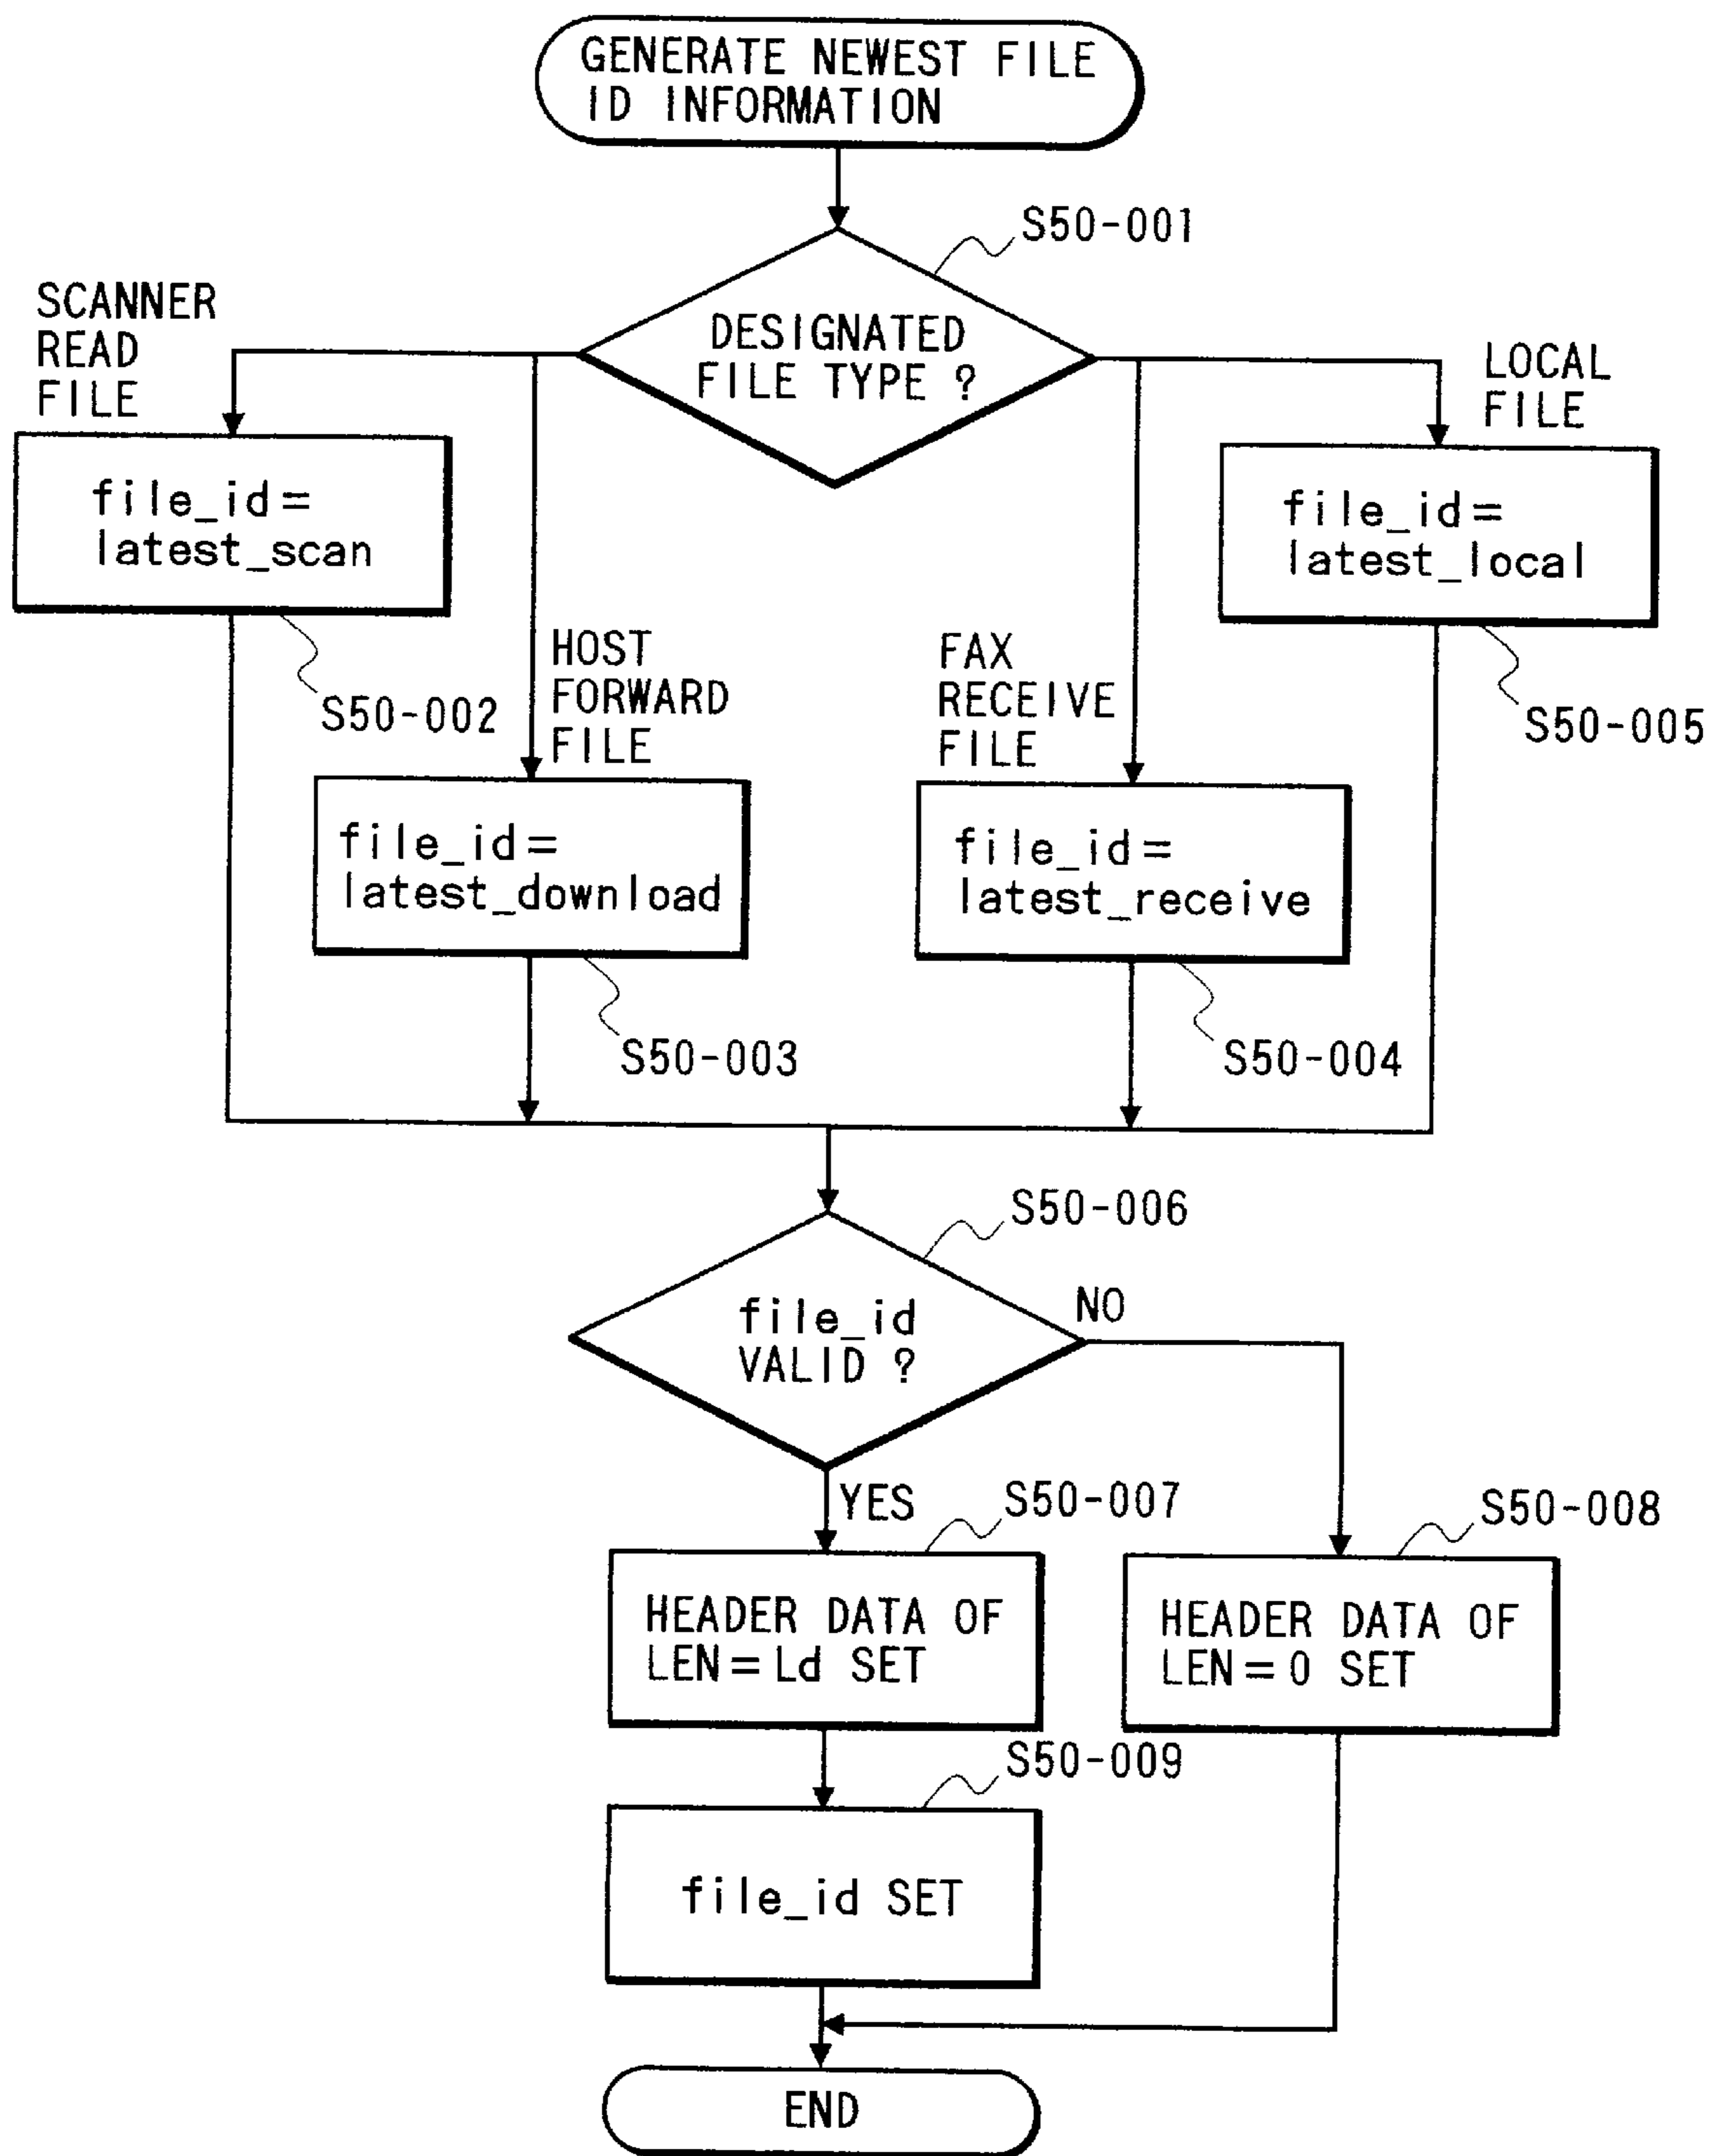 GENERATE NEWEST FILE
ID INFORMATION
S50-001
DESIGNATED
FILE TYPE ?
SCANNER
READ
FILE
LOCAL
FILE
file_id=
latest_scan
file_id=
latest_local
S50-002
HOST
FORWARD
FILE
FAX
RECEIVE
FILE
S50-005
file_id=
latest_download
file_id=
latest_receive
S50-003
S50-004
S50-006
file_id
VALID ?
NO
YES
S50-007
S50-008
HEADER DATA OF
LEN=Ld SET
HEADER DATA OF
LEN=0 SET
S50-009
file_id SET
END